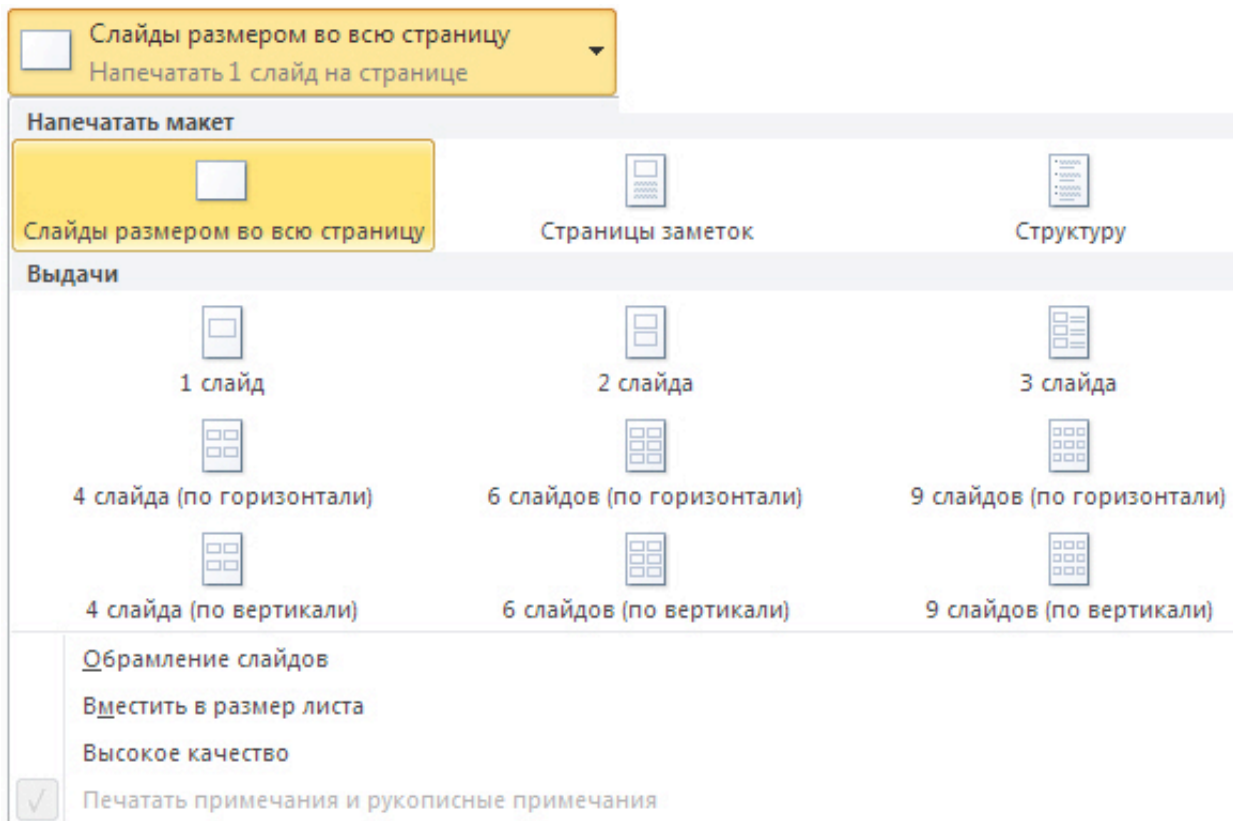 Слайды размером во всю страницу
Напечатать 1 слайд на странице
Напечатать макет
Слайды размером во всю страницу
Страницы заметок
Структуру
Выдачи
1 слайд
2 слайда
3 слайда
4 слайда (по горизонтали)
6 слайдов (по горизонтали)
9 слайдов (по горизонтали)
4 слайда (по вертикали)
6 слайдов (по вертикали)
9 слайдов (по вертикали)
Обрамление слайдов
Вместить в размер листа
Высокое качество
Печатать примечания и рукописные примечания